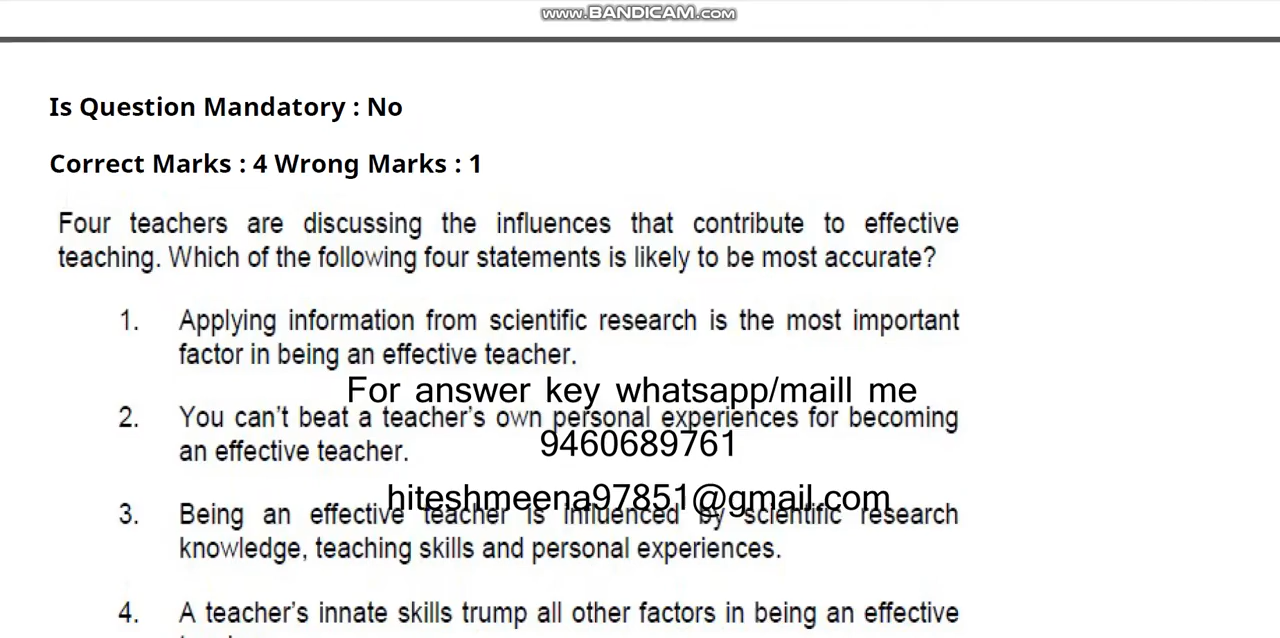 www.BANDICAM.com
Is Question Mandatory : No
Correct Marks : 4 Wrong Marks : 1
Four teachers are discussing the influences that contribute to effective
teaching. Which of the following four statements is likely to be most accurate?
1. Applying information from scientific research is the most important
factor in being an effective teacher.
For answer key whatsapp/maill me
2. You can't beat a teacher's own personal experiences for becoming
9460689761
an effective teacher.
hiteshmeena97851@gmail.com
3. Being an effective teacher is influenced by scientific research
knowledge, teaching skills and personal experiences.
4. A teacher's innate skills trump all other factors in being an effective